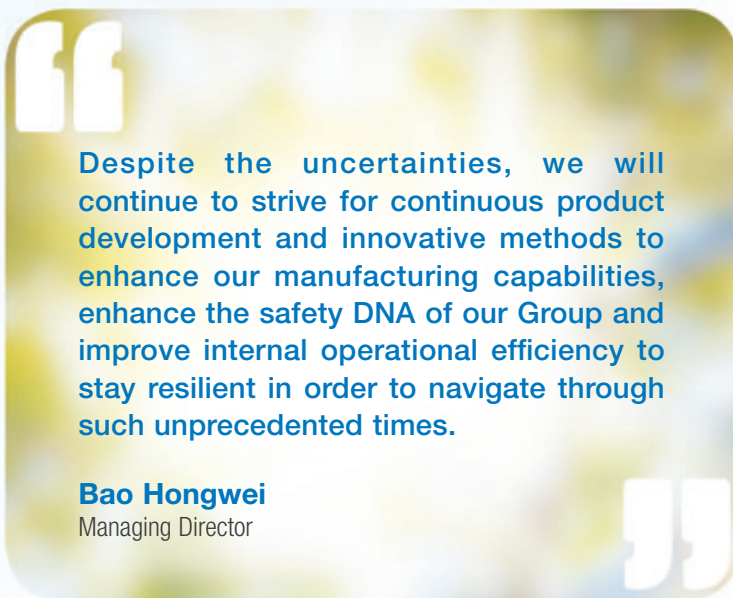 Despite the uncertainties, we will
continue to strive for continuous product
development and innovative methods to
enhance our manufacturing capabilities,
enhance the safety DNA of our Group and
improve internal operational efficiency to
stay resilient in order to navigate through
such unprecedented times.
Bao Hongwei
Managing Director